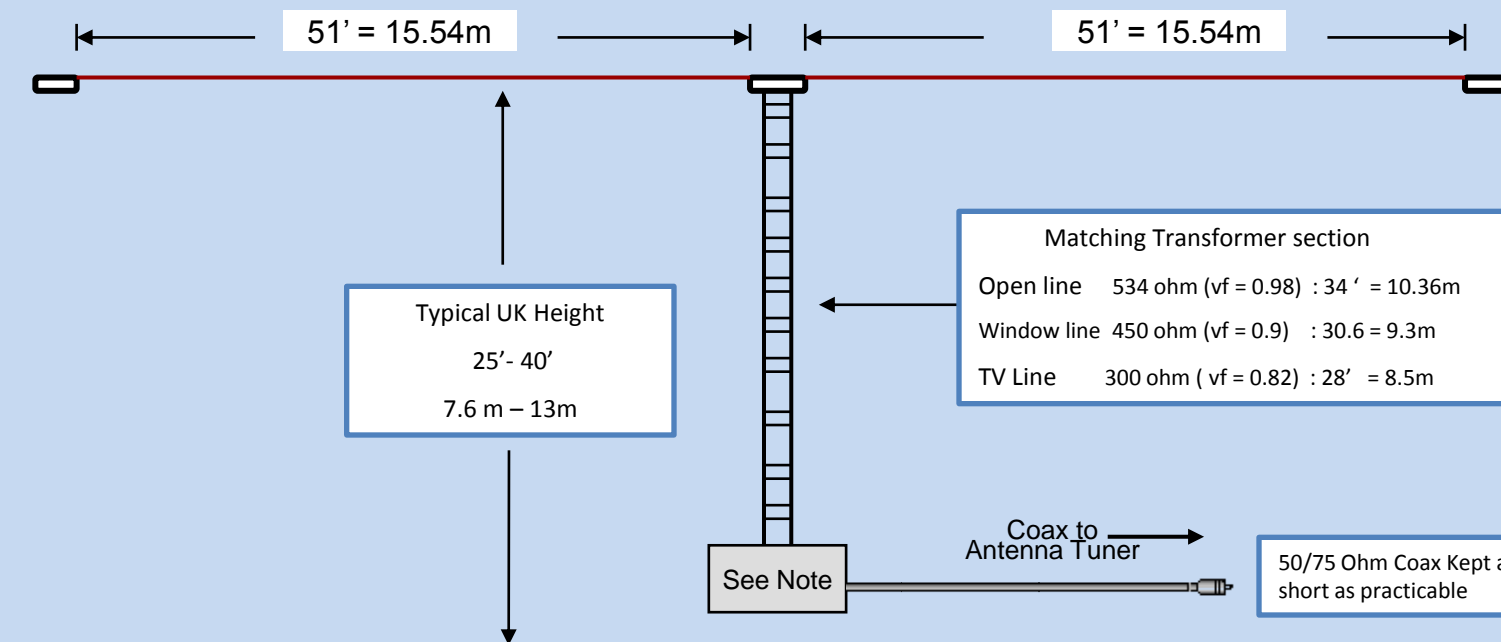 51’ = 15.54m
51’ = 15.54m
Typical UK Height
25’- 40’
7.6 m – 13m
Matching Transformer section
Open line 534 ohm (vf = 0.98) : 34 ‘ = 10.36m
Window line 450 ohm (vf = 0.9) : 30.6 = 9.3m
TV Line 300 ohm ( vf = 0.82) : 28’ = 8.5m
See Note
Coax to
Antenna Tuner
50/75 Ohm Coax Kept
short as practicable